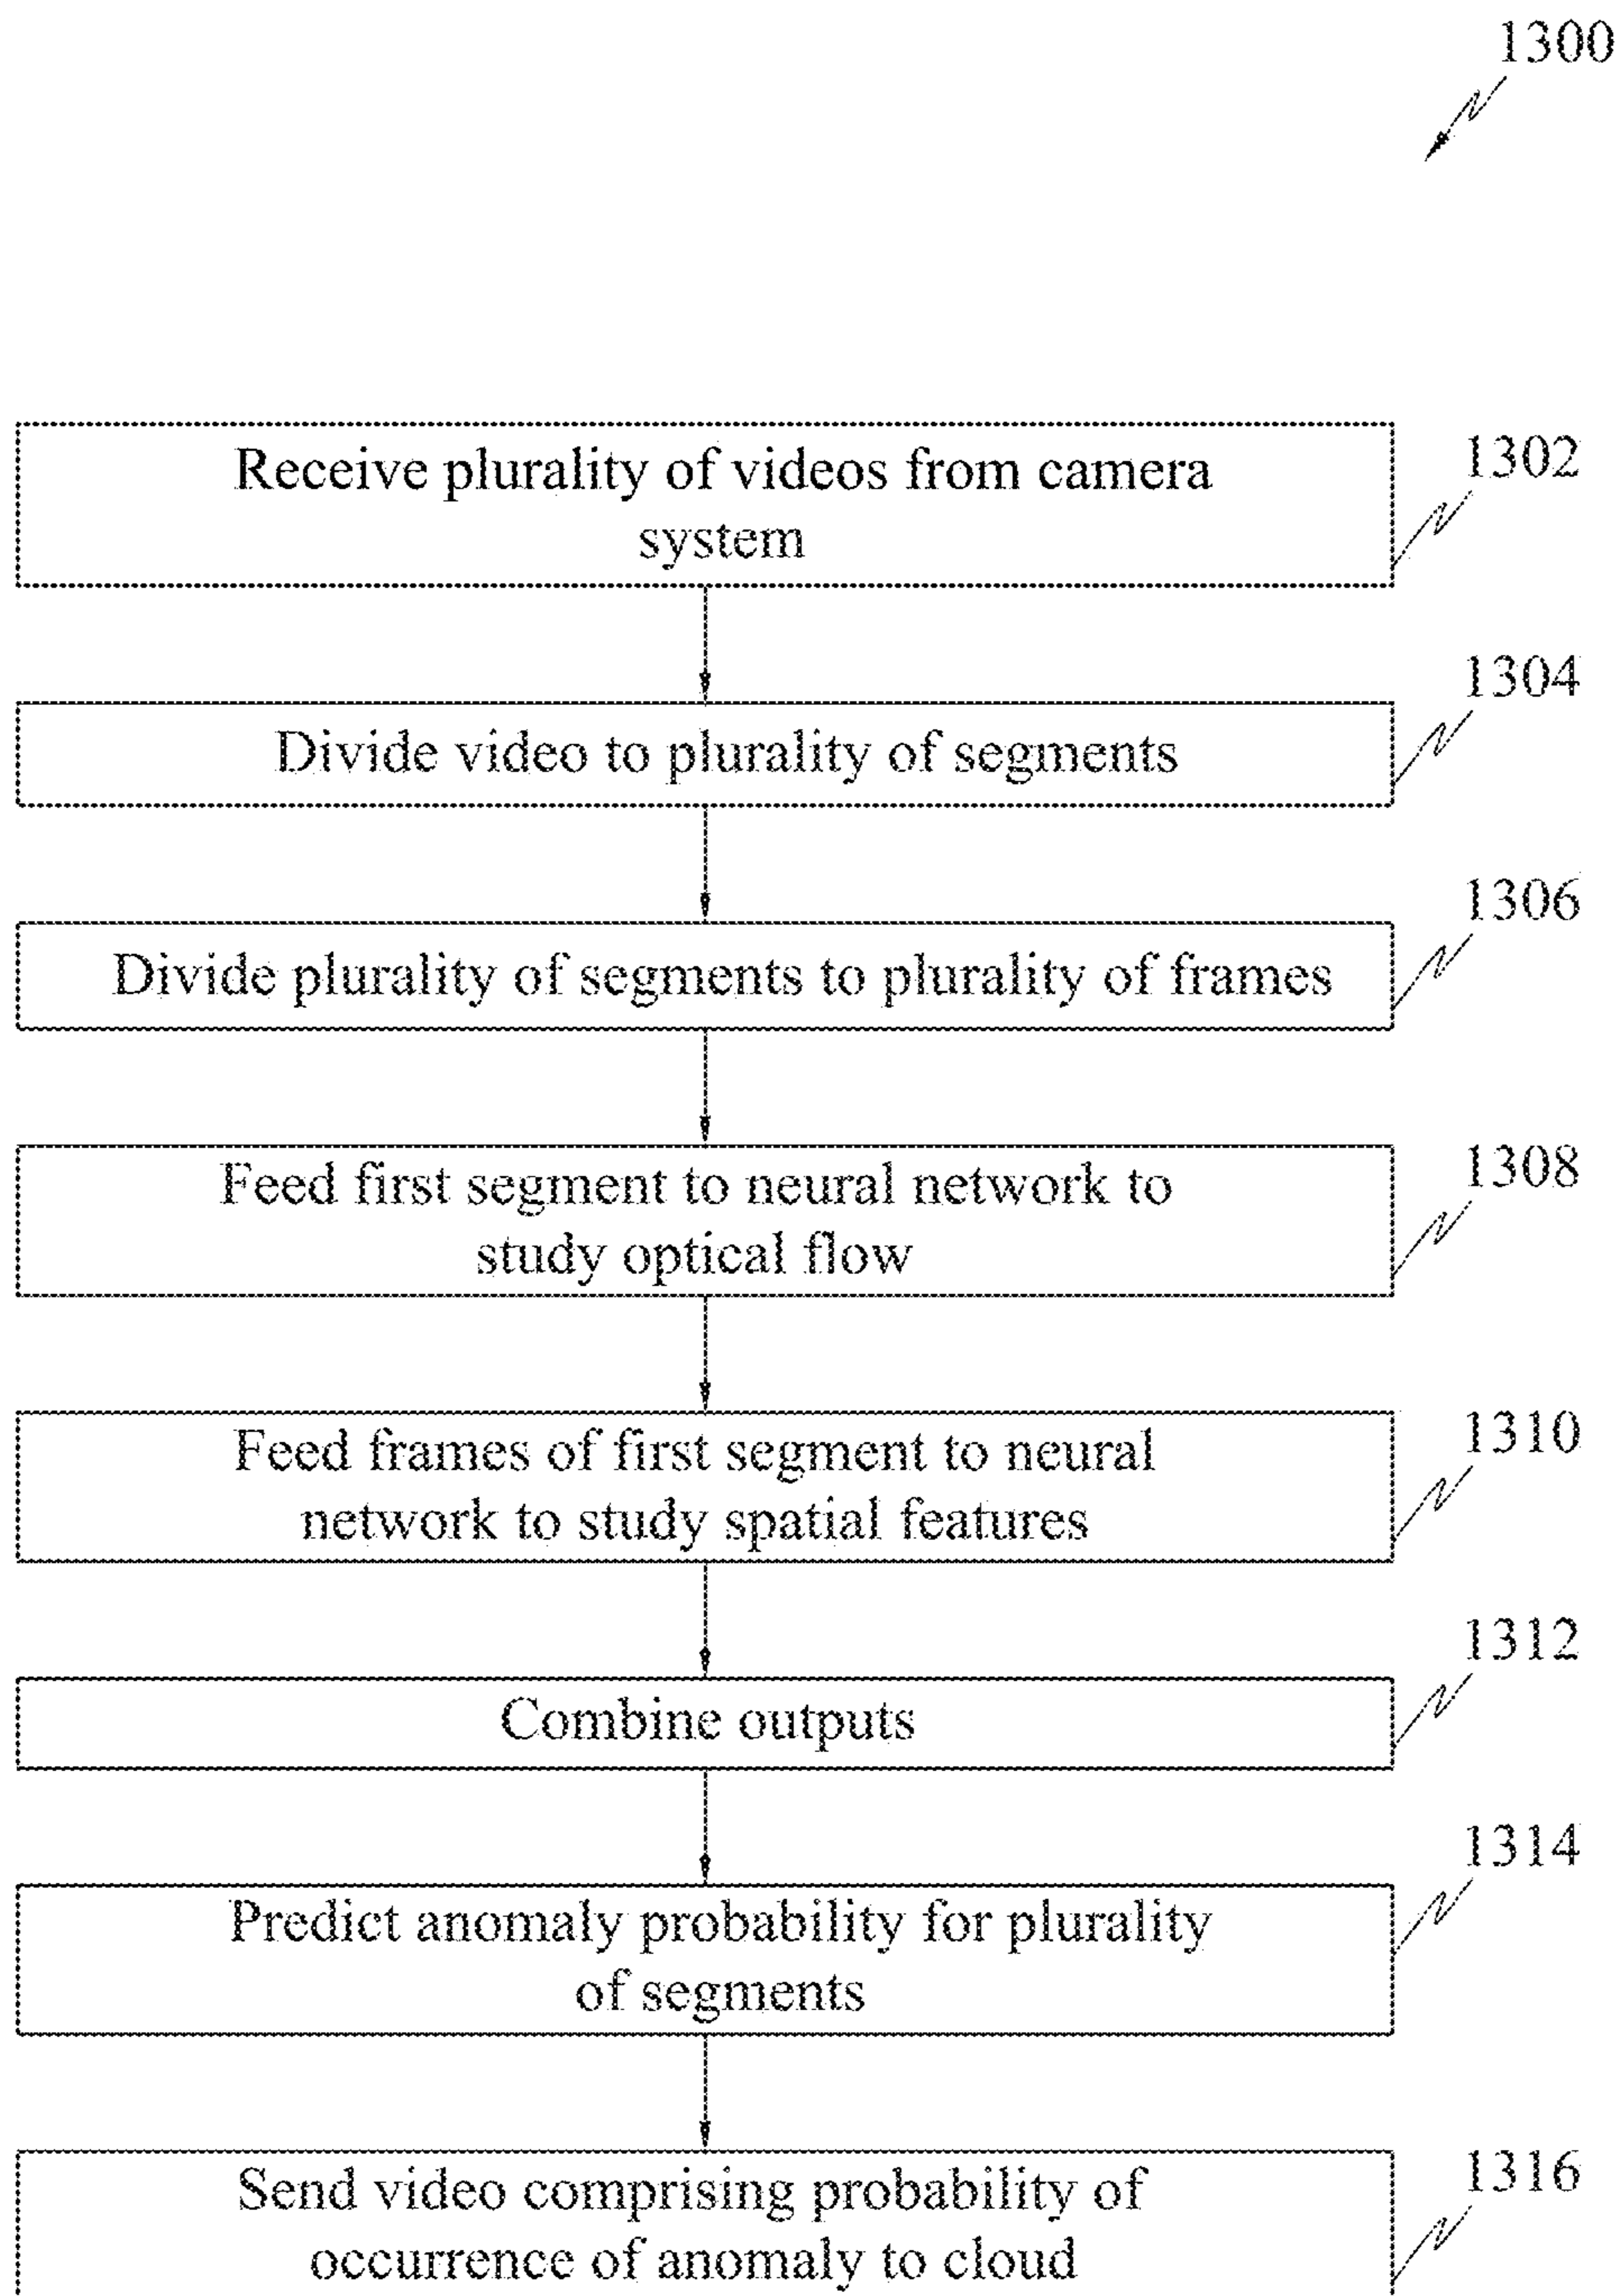 1300
Receive plurality of videos from camera
system
1302
Divide video to plurality of segments
1304
Divide plurality of segments to plurality of frames
1306
Feed first segment to neural network to
study optical flow
1308
Feed frames of first segment to neural
network to study spatial features
1310
Combine outputs
1312
Predict anomaly probability for plurality
of segments
1314
Send video comprising probability of
occurrence of anomaly to cloud
1316